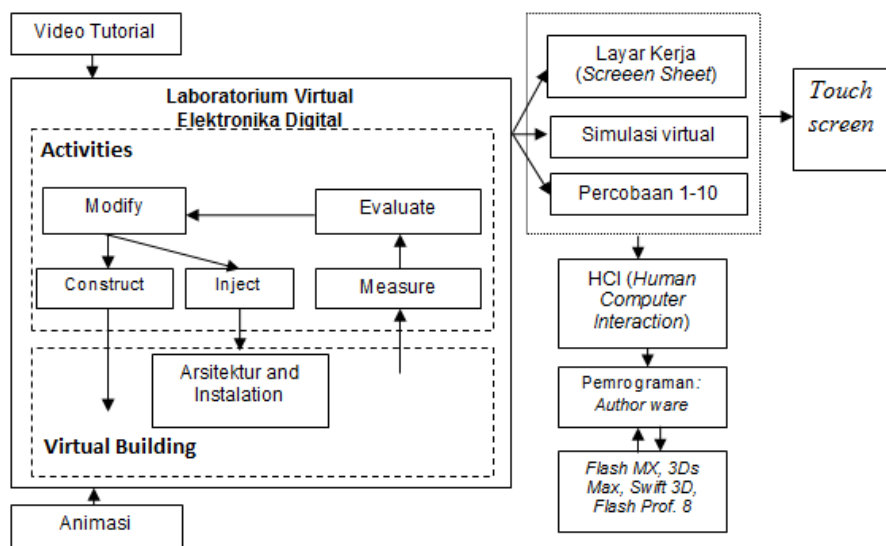 Video Tutorial
Laboratorium Virtual
Elektronika Digital
Activities
Modify
Evaluate
Construct
Inject
Measure
Arsitektur and
Instalation
Virtual Building
Animasi
Layar Kerja
(Screeen Sheet)
Simulasi virtual
Percobaan 1-10
Touch
screen
HCI (Human
Computer
Interaction)
Pemrograman:
Author ware
Flash MX, 3Ds
Max, Swift 3D,
Flash Prof. 8